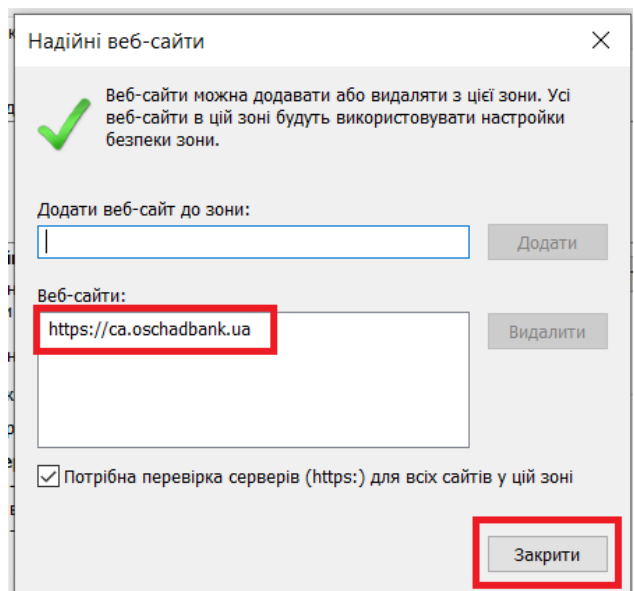 Надійні веб-сайти
Веб-сайти можна додавати або видаляти з цієї зони. Усі
веб-сайти в цій зоні будуть використовувати настройки
безпеки зони.
Додати веб-сайт до зони:
Додати
Веб-сайти:
https://ca.oschadbank.ua
Видалити
Потрібна перевірка серверів (https:) для всіх сайтів у цій зоні
Закрити